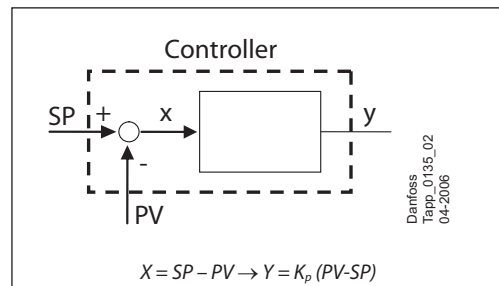 Controller
SP
+
x
y
-
PV
Danfoss
Tapp_0135_02
04-2006
X = SP – PV → Y = Kp (PV-SP)